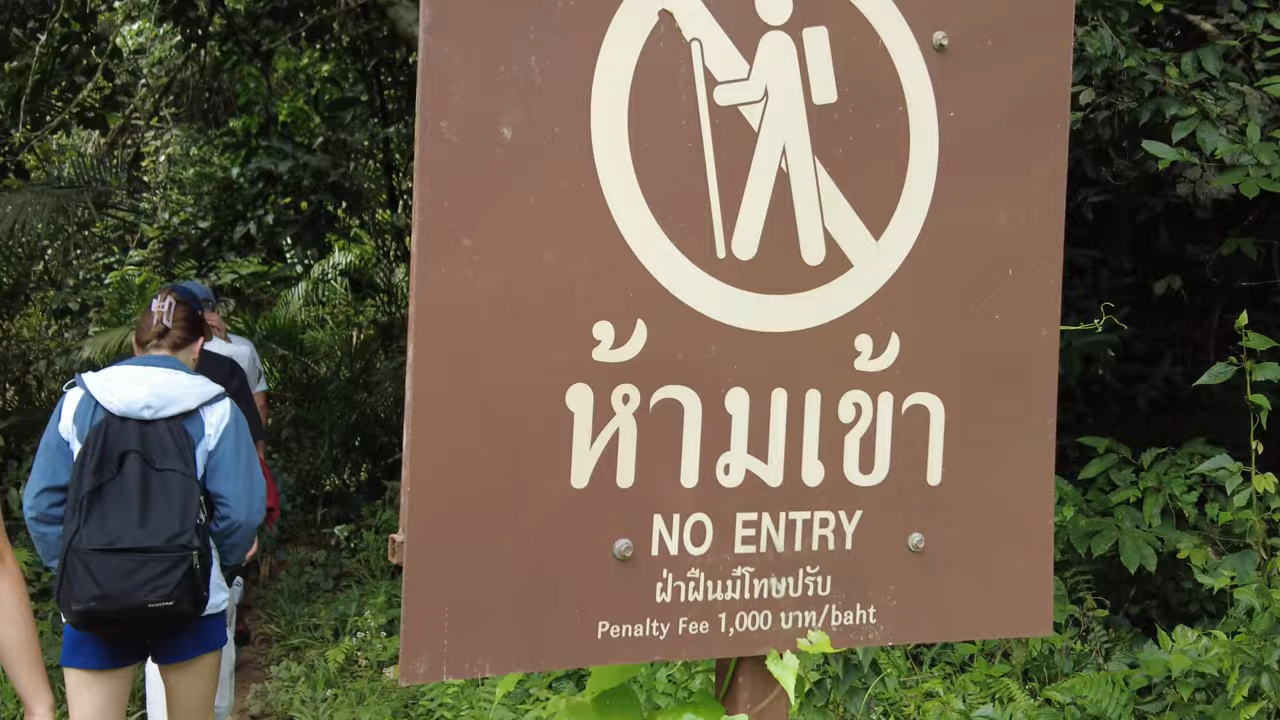 ห้ามเข้า
NO ENTRY
ฝ่าฝืนมีโทษปรับ
Penalty Fee 1,000 บาท/baht
EASTPAK